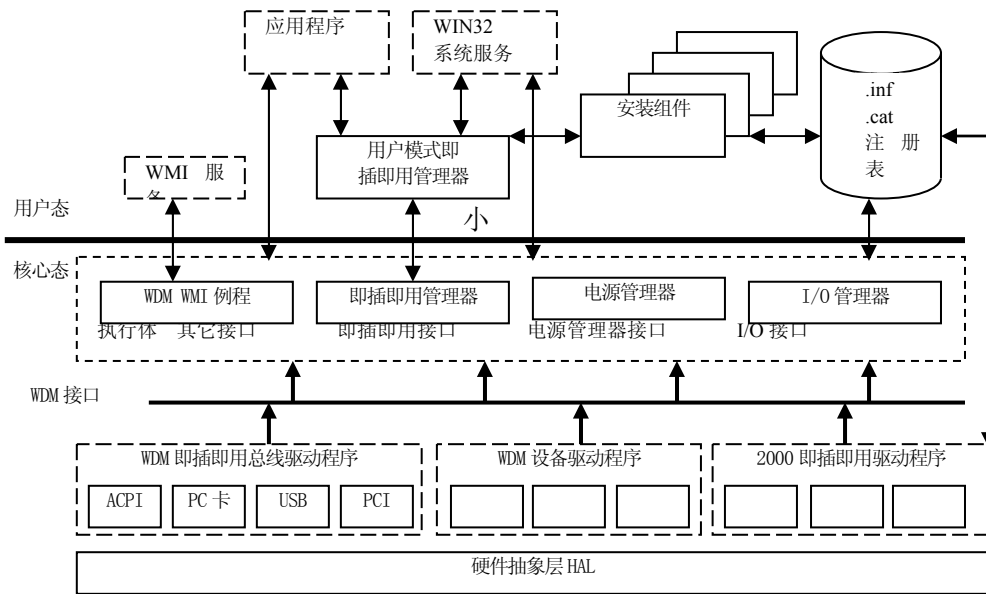 应用程序
WIN32
系统服务
安装组件
.inf
.cat
注 册
表
用户模式即
插即用管理器
WMI 服
务
用户态
小
核心态
WDM WMI 例程
即插即用管理器
电源管理器
I/O 管理器
执行体 其它接口
即插即用接口
电源管理器接口
I/O 接口
WDM 接口
WDM 即插即用总线驱动程序
WDM 设备驱动程序
2000 即插即用驱动程序
ACPI
PC 卡
USB
PCI
硬件抽象层 HAL